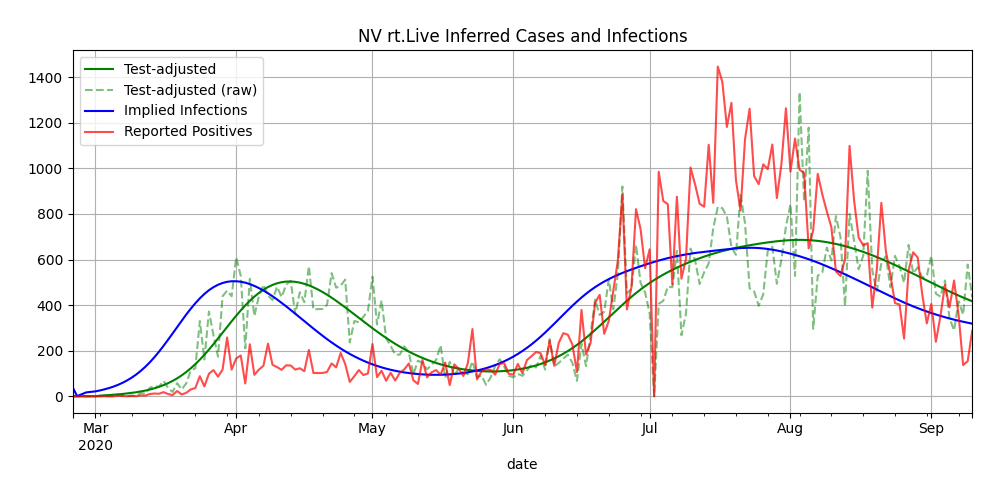 NV rt.Live Inferred Cases and Infections
Test-adjusted
Test-adjusted (raw)
Implied Infections
Reported Positives
1400
1200
1000
800
600
400
200
0
Mar
2020
Apr
May
Jun
Jul
Aug
Sep
date